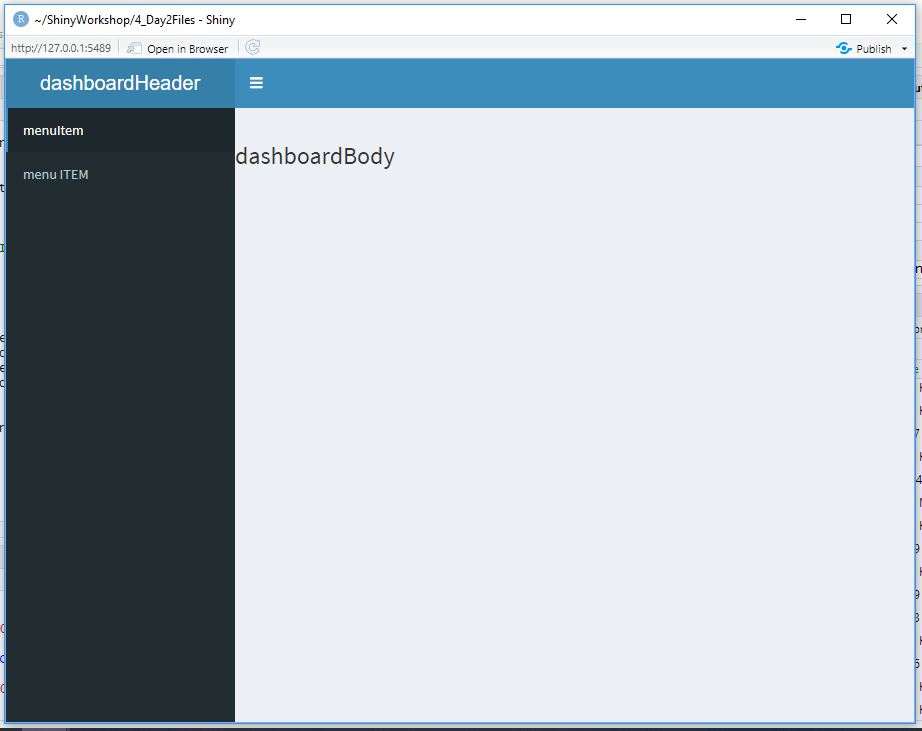 R ~/ShinyWorkshop/4_Day2Files - Shiny
http://127.0.0.1:5489 Open in Browser Publish
dashboardHeader
menuItem
menu ITEM
dashboardBody